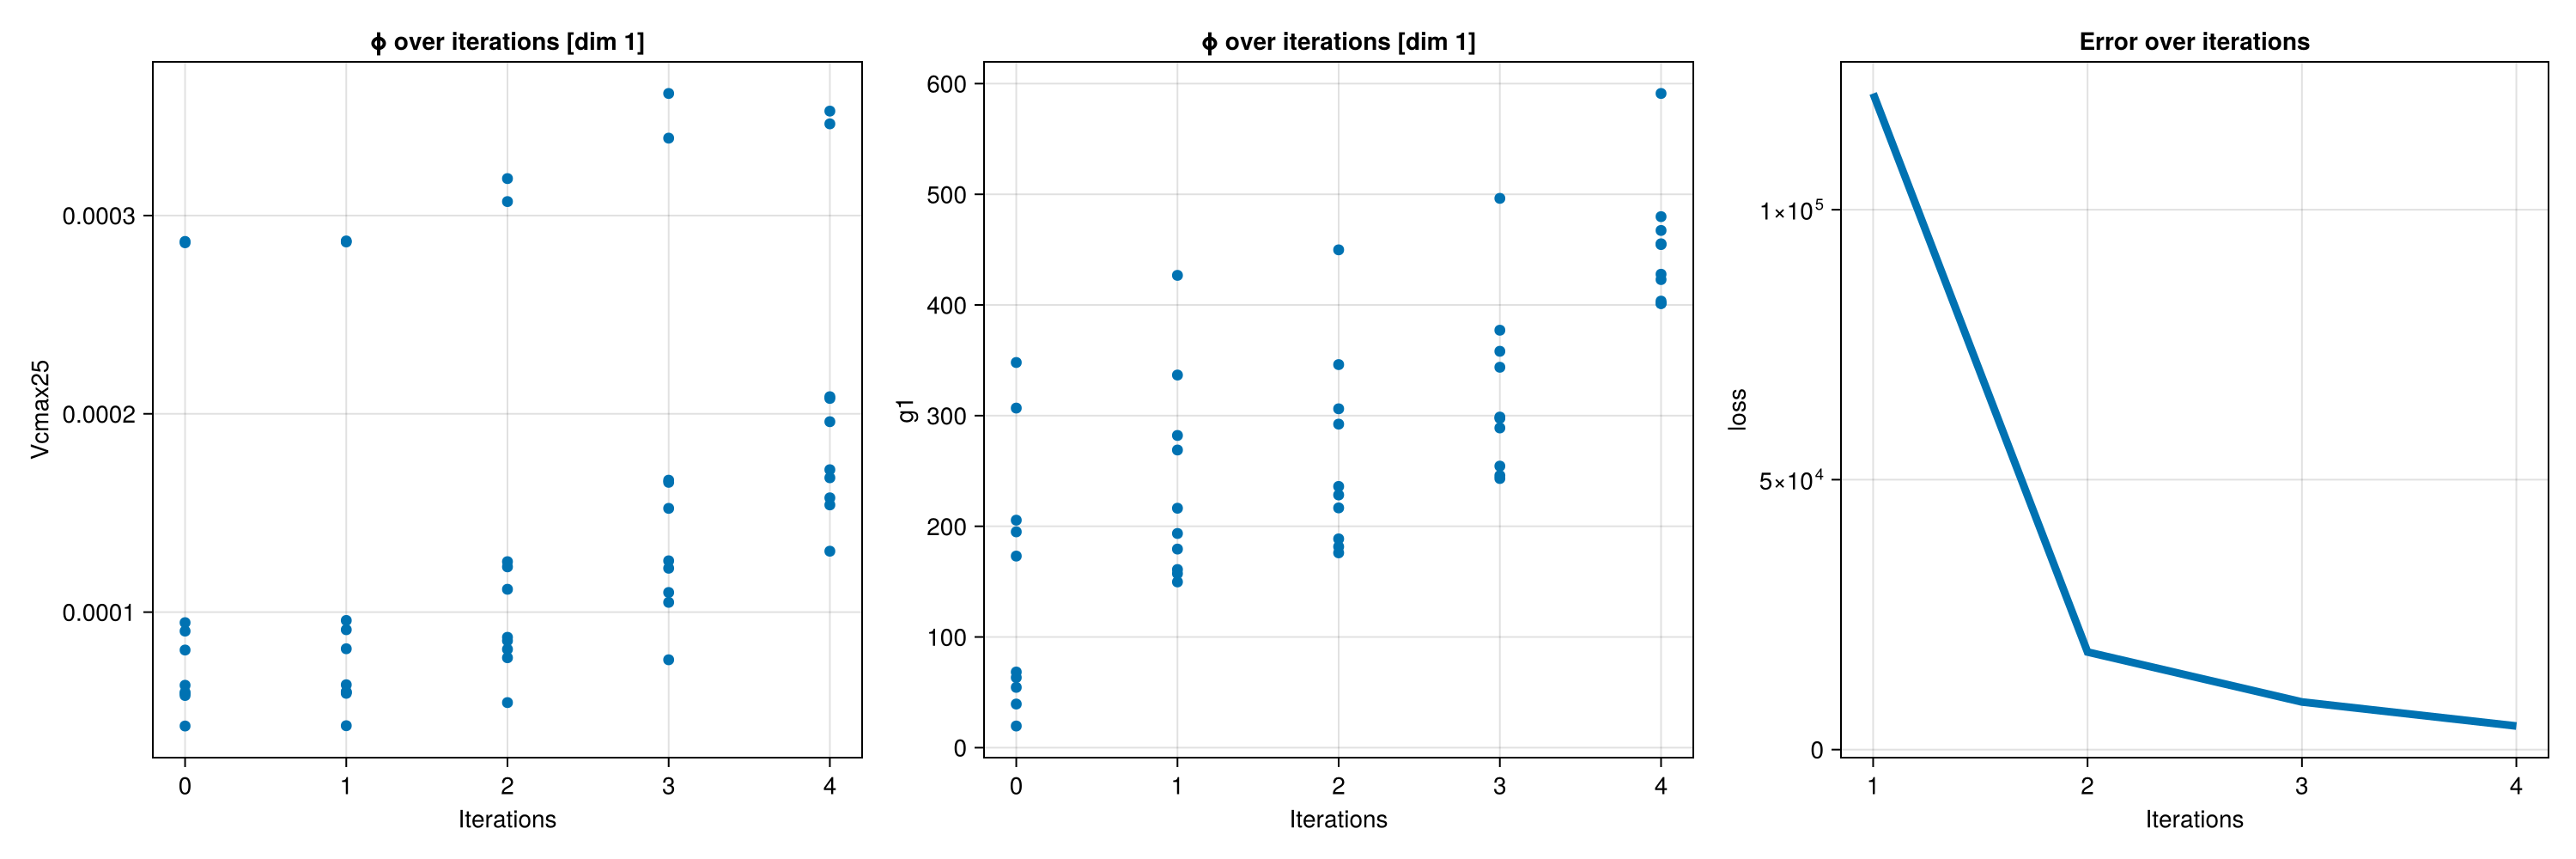 ϕ over iterations [dim 1]
Vcmax25
0.0003
0.0002
0.0001
0 1 2 3 4
Iterations
ϕ over iterations [dim 1]
g1
600
500
400
300
200
100
0
0 1 2 3 4
Iterations
Error over iterations
loss
1×10⁵
5×10⁴
0
1 2 3 4
Iterations